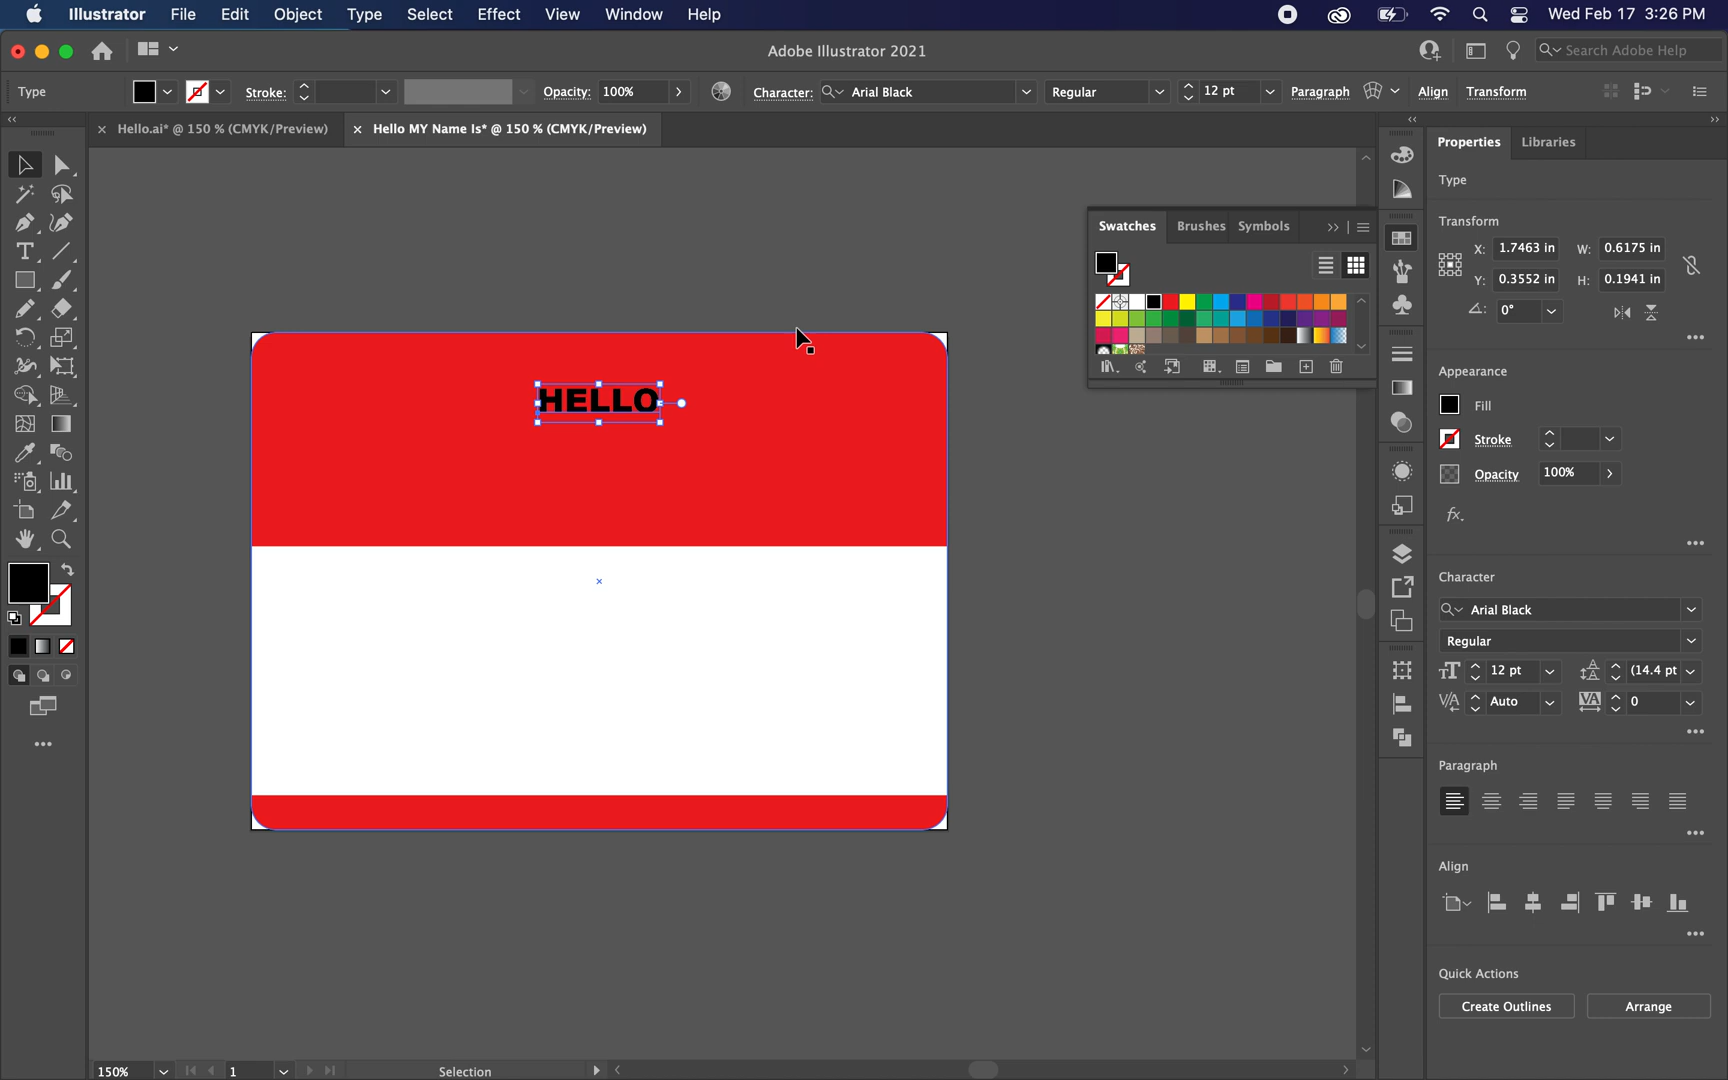 Illustrator File Edit Object Type Select Effect View Window Help Wed Feb 17 3:26 PM
Adobe Illustrator 2021 Search Adobe Help
Type Stroke: Opacity: 100% Character: Arial Black Regular 12 pt Paragraph Align Transform
Hello.ai* @ 150 % (CMYK/Preview) Hello MY Name Is* @ 150 % (CMYK/Preview)
Properties Libraries
Type
Transform
X: 1.7463 in W: 0.6175 in
Y: 0.3552 in H: 0.1941 in
0°
Swatches Brushes Symbols
HELLO
Appearance
Fill
Stroke
Opacity 100%
fx.
Character
Arial Black
Regular
12 pt (14.4 pt
Auto 0
Paragraph
Align
Quick Actions
Create Outlines Arrange
150% 1 Selection